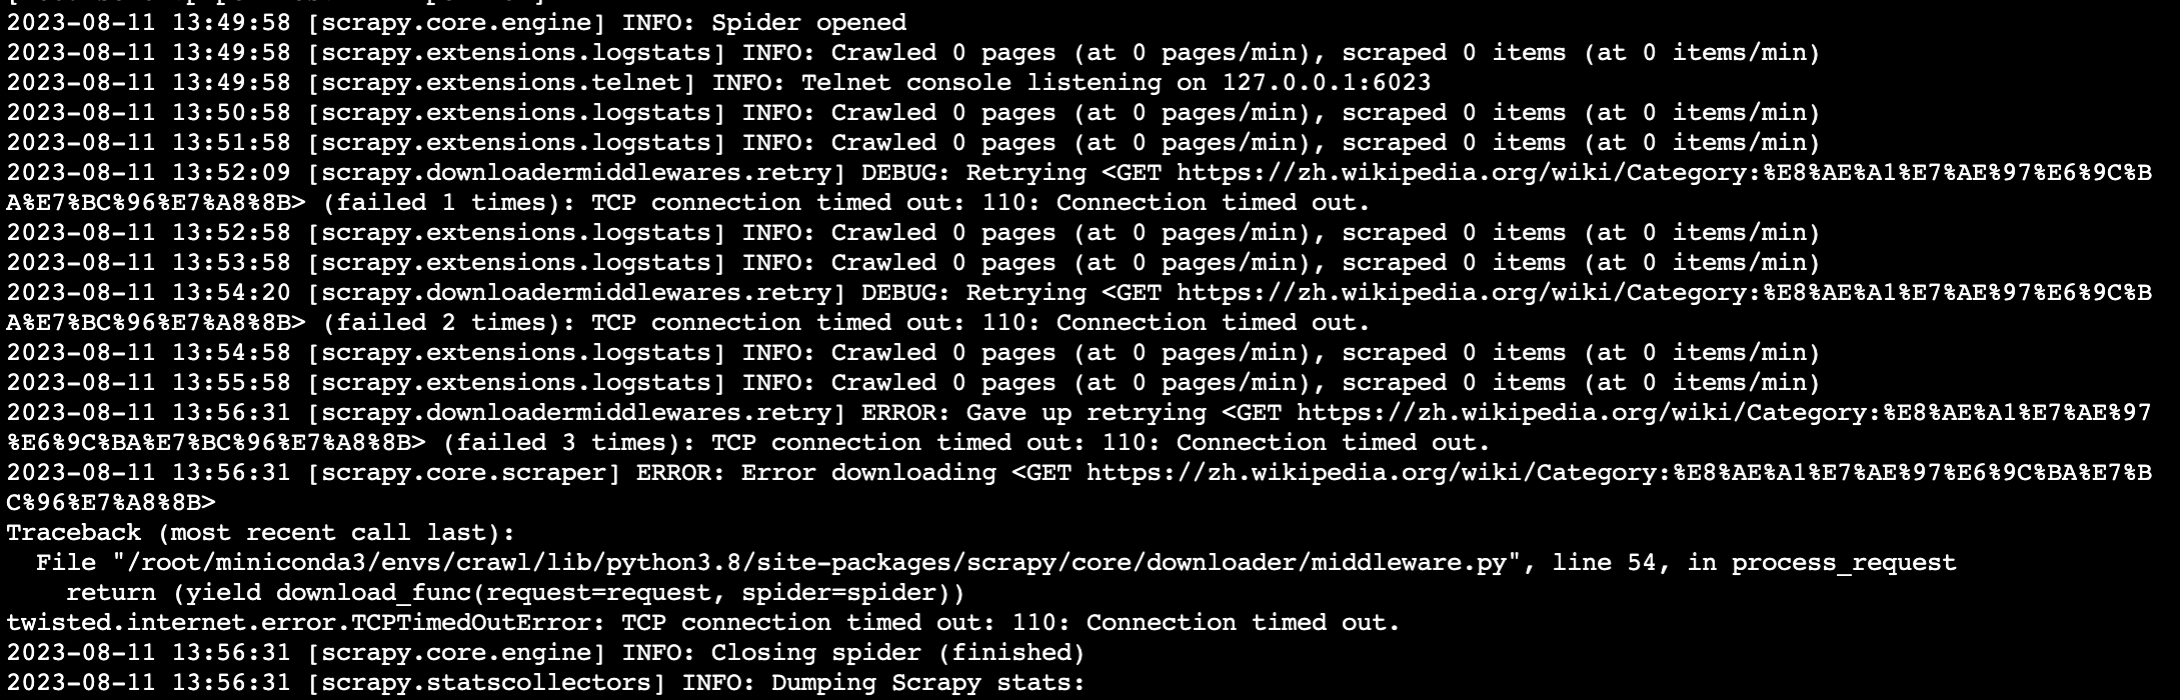 2023-08-11 13:49:58 [scrapy.core.engine] INFO: Spider opened
2023-08-11 13:49:58 [scrapy.extensions.logstats] INFO: Crawled 0 pages (at 0 pages/min), scraped 0 items (at 0 items/min)
2023-08-11 13:49:58 [scrapy.extensions.telnet] INFO: Telnet console listening on 127.0.0.1:6023
2023-08-11 13:50:58 [scrapy.extensions.logstats] INFO: Crawled 0 pages (at 0 pages/min), scraped 0 items (at 0 items/min)
2023-08-11 13:51:58 [scrapy.extensions.logstats] INFO: Crawled 0 pages (at 0 pages/min), scraped 0 items (at 0 items/min)
2023-08-11 13:52:09 [scrapy.downloadermiddlewares.retry] DEBUG: Retrying <GET https://zh.wikipedia.org/wiki/Category:%E8%AE%A1%E7%AE%97%E6%9C%B
A%E7%BC%96%E7%A8%8B> (failed 1 times): TCP connection timed out: 110: Connection timed out.
2023-08-11 13:52:58 [scrapy.extensions.logstats] INFO: Crawled 0 pages (at 0 pages/min), scraped 0 items (at 0 items/min)
2023-08-11 13:53:58 [scrapy.extensions.logstats] INFO: Crawled 0 pages (at 0 pages/min), scraped 0 items (at 0 items/min)
2023-08-11 13:54:20 [scrapy.downloadermiddlewares.retry] DEBUG: Retrying <GET https://zh.wikipedia.org/wiki/Category:%E8%AE%A1%E7%AE%97%E6%9C%B
A%E7%BC%96%E7%A8%8B> (failed 2 times): TCP connection timed out: 110: Connection timed out.
2023-08-11 13:54:58 [scrapy.extensions.logstats] INFO: Crawled 0 pages (at 0 pages/min), scraped 0 items (at 0 items/min)
2023-08-11 13:55:58 [scrapy.extensions.logstats] INFO: Crawled 0 pages (at 0 pages/min), scraped 0 items (at 0 items/min)
2023-08-11 13:56:31 [scrapy.downloadermiddlewares.retry] ERROR: Gave up retrying <GET https://zh.wikipedia.org/wiki/Category:%E8%AE%A1%E7%AE%97
%E6%9C%BA%E7%BC%96%E7%A8%8B> (failed 3 times): TCP connection timed out: 110: Connection timed out.
2023-08-11 13:56:31 [scrapy.core.scraper] ERROR: Error downloading <GET https://zh.wikipedia.org/wiki/Category:%E8%AE%A1%E7%AE%97%E6%9C%BA%E7%B
C%96%E7%A8%8B>
Traceback (most recent call last):
  File "/root/miniconda3/envs/crawl/lib/python3.8/site-packages/scrapy/core/downloader/middleware.py", line 54, in process_request
    return (yield download_func(request=request, spider=spider))
twisted.internet.error.TCPTimedOutError: TCP connection timed out: 110: Connection timed out.
2023-08-11 13:56:31 [scrapy.core.engine] INFO: Closing spider (finished)
2023-08-11 13:56:31 [scrapy.statscollectors] INFO: Dumping Scrapy stats: